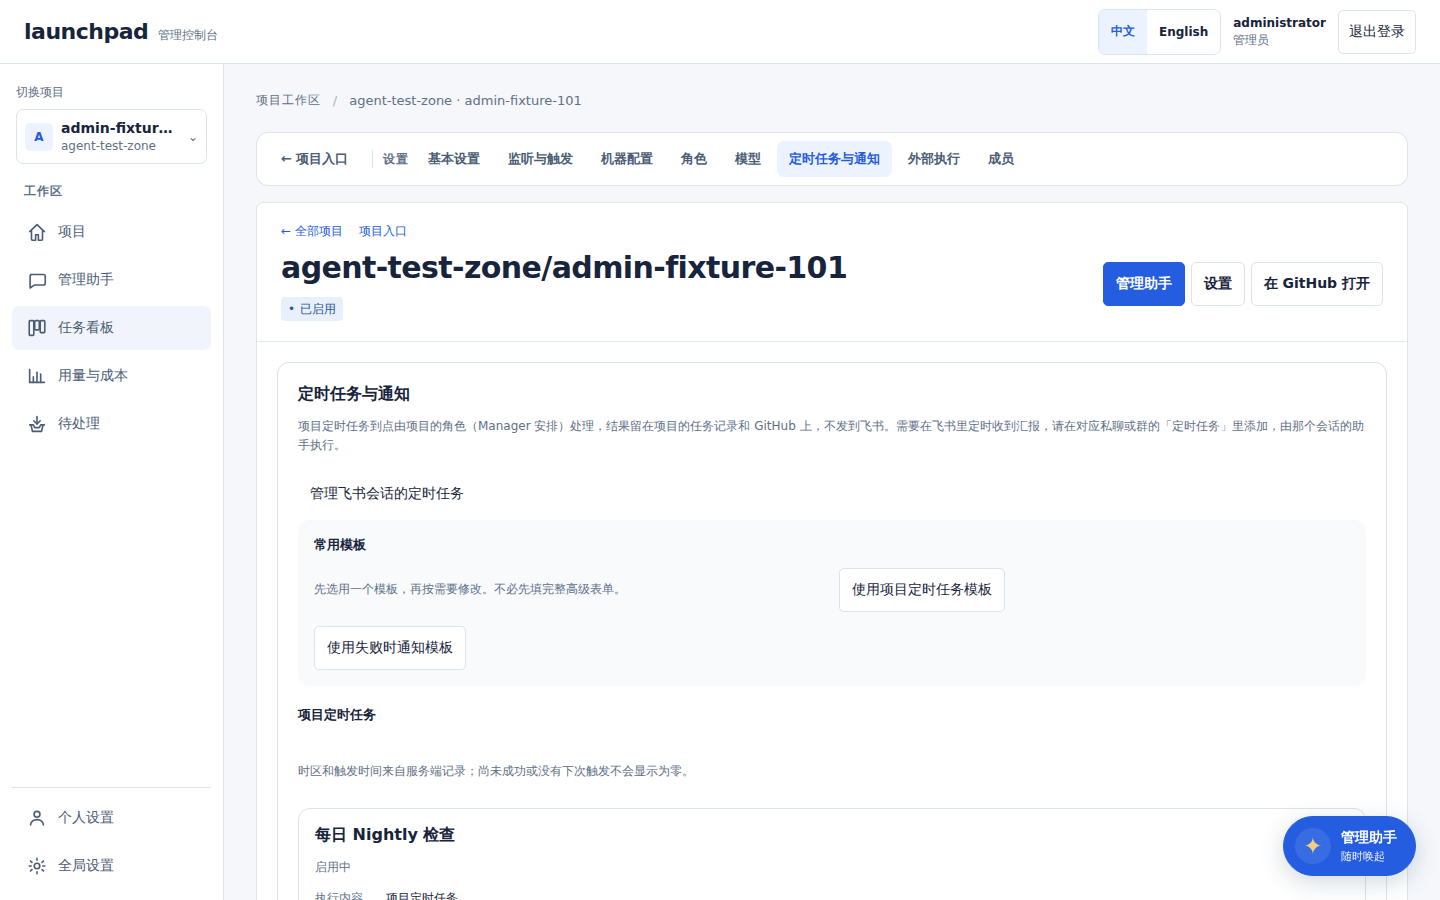 launchpad 管理控制台
中文 English
administrator
管理员
退出登录
切换项目
A
admin-fixtur...
agent-test-zone
工作区
项目
管理助手
任务看板
用量与成本
待处理
个人设置
全局设置
项目工作区 / agent-test-zone · admin-fixture-101
← 项目入口 设置 基本设置 监听与触发 机器配置 角色 模型 定时任务与通知 外部执行 成员
← 全部项目 项目入口
agent-test-zone/admin-fixture-101
• 已启用
管理助手 设置 在 GitHub 打开
定时任务与通知
项目定时任务到点由项目的角色（Manager 安排）处理，结果留在项目的任务记录和 GitHub 上，不发到飞书。需要在飞书里定时收到汇报，请在对应私聊或群的「定时任务」里添加，由那个会话的助
手执行。
管理飞书会话的定时任务
常用模板
先选用一个模板，再按需要修改。不必先填完整高级表单。
使用项目定时任务模板
使用失败时通知模板
项目定时任务
时区和触发时间来自服务端记录；尚未成功或没有下次触发不会显示为零。
每日 Nightly 检查
启用中
执行内容 项目定时任务
管理助手
随时唤起